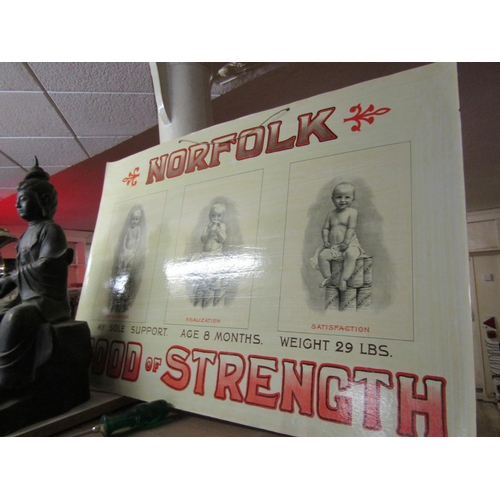 NORFOLK
REALIZATION
SATISFACTION
MY SOLE SUPPORT. AGE 8 MONTHS. WEIGHT 29 LBS.
FOOD OF STRENGTH